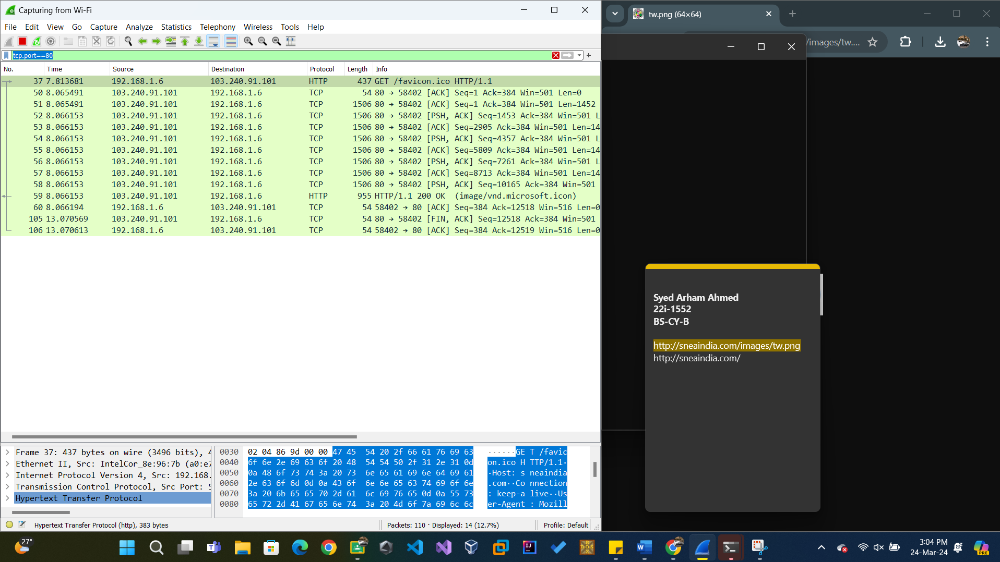 Capturing from Wi-Fi
File Edit View Go Capture Analyze Statistics Telephony Wireless Tools Help
tcp.port==80
No. Time Source Destination Protocol Length Info
37 7.813681 192.168.1.6 103.240.91.101 HTTP 437 GET /favicon.ico HTTP/1.1
50 8.065491 103.240.91.101 192.168.1.6 TCP 54 80 → 58402 [ACK] Seq=1 Ack=384 Win=501 Len=0
51 8.065491 103.240.91.101 192.168.1.6 TCP 1506 80 → 58402 [ACK] Seq=1 Ack=384 Win=501 Len=1452
52 8.066153 103.240.91.101 192.168.1.6 TCP 1506 80 → 58402 [PSH, ACK] Seq=1453 Ack=384 Win=501 L
53 8.066153 103.240.91.101 192.168.1.6 TCP 1506 80 → 58402 [ACK] Seq=2905 Ack=384 Win=501 Len=14
54 8.066153 103.240.91.101 192.168.1.6 TCP 1506 80 → 58402 [PSH, ACK] Seq=4357 Ack=384 Win=501 L
55 8.066153 103.240.91.101 192.168.1.6 TCP 1506 80 → 58402 [ACK] Seq=5809 Ack=384 Win=501 Len=14
56 8.066153 103.240.91.101 192.168.1.6 TCP 1506 80 → 58402 [PSH, ACK] Seq=7261 Ack=384 Win=501 L
57 8.066153 103.240.91.101 192.168.1.6 TCP 1506 80 → 58402 [ACK] Seq=8713 Ack=384 Win=501 Len=14
58 8.066153 103.240.91.101 192.168.1.6 TCP 1506 80 → 58402 [PSH, ACK] Seq=10165 Ack=384 Win=501
59 8.066153 103.240.91.101 192.168.1.6 HTTP 955 HTTP/1.1 200 OK (image/vnd.microsoft.icon)
60 8.066194 192.168.1.6 103.240.91.101 TCP 54 58402 → 80 [ACK] Seq=384 Ack=12518 Win=516 Len=0
105 13.070569 103.240.91.101 192.168.1.6 TCP 54 80 → 58402 [FIN, ACK] Seq=12518 Ack=384 Win=501
106 13.070613 192.168.1.6 103.240.91.101 TCP 54 58402 → 80 [ACK] Seq=384 Ack=12519 Win=516 Len=0
Frame 37: 437 bytes on wire (3496 bits), 4
Ethernet II, Src: IntelCor_8e:96:7b (a0:e7
Internet Protocol Version 4, Src: 192.168.
Transmission Control Protocol, Src Port: 5
Hypertext Transfer Protocol
0030 02 04 86 9d 00 00 47 45 54 20 2f 66 61 76 69 63 ······GE T /favic
0040 6f 6e 2e 69 63 6f 20 48 54 54 50 2f 31 2e 31 0d on.ico H TTP/1.1·
0050 0a 48 6f 73 74 3a 20 73 6e 65 61 69 6e 64 69 61 ·Host: s neaindia
0060 2e 63 6f 6d 0d 0a 43 6f 6e 6e 65 63 74 69 6f 6e .com··Co nnection
0070 3a 20 6b 65 65 70 2d 61 6c 69 76 65 0d 0a 55 73 : keep-a live··Us
0080 65 72 2d 41 67 65 6e 74 3a 20 4d 6f 7a 69 6c 6c er-Agent : Mozill
Hypertext Transfer Protocol (http), 383 bytes
Packets: 110 · Displayed: 14 (12.7%)
Profile: Default
tw.png (64×64)
/images/tw....
Syed Arham Ahmed
22i-1552
BS-CY-B
http://sneaindia.com/images/tw.png
http://sneaindia.com/
27°
DOS
PRE
3:04 PM
24-Mar-24